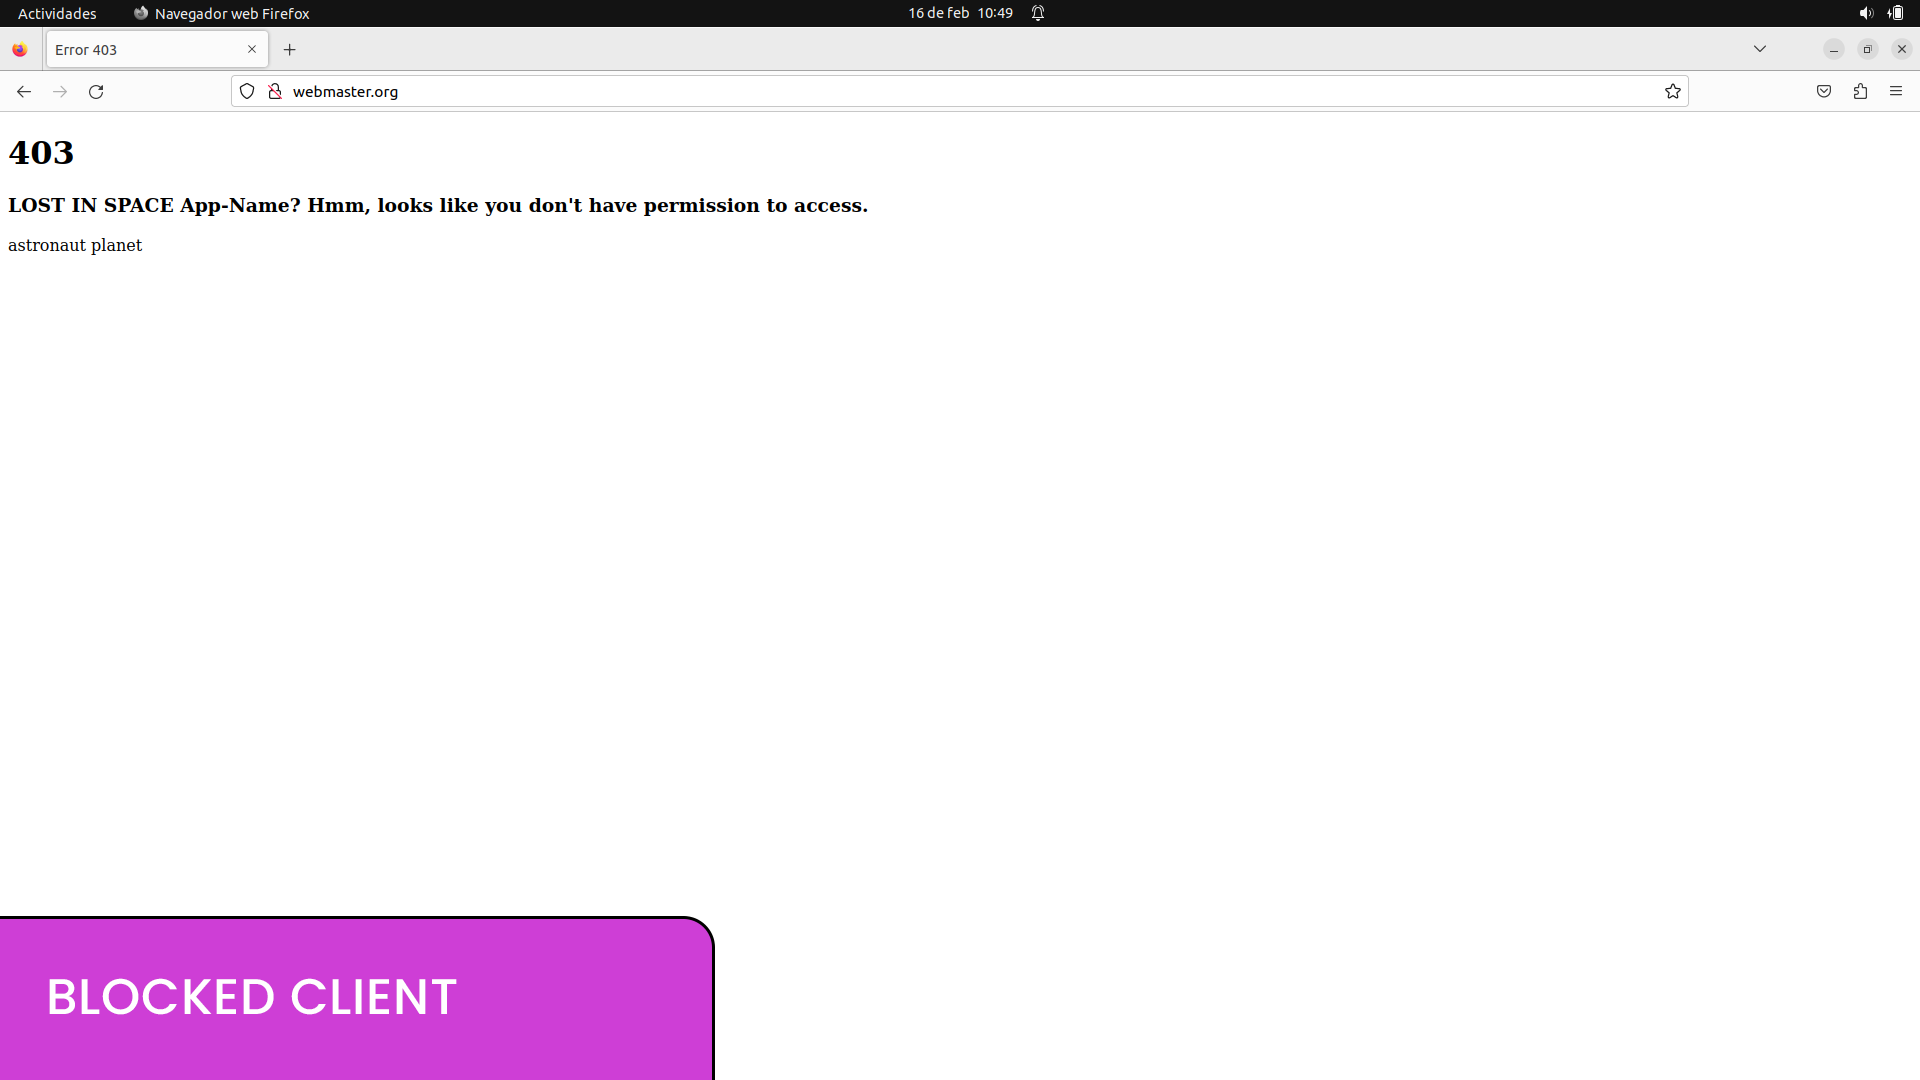 Actividades Navegador web Firefox 16 de feb 10:49
Error 403
webmaster.org
403
LOST IN SPACE App-Name? Hmm, looks like you don't have permission to access.
astronaut planet
BLOCKED CLIENT